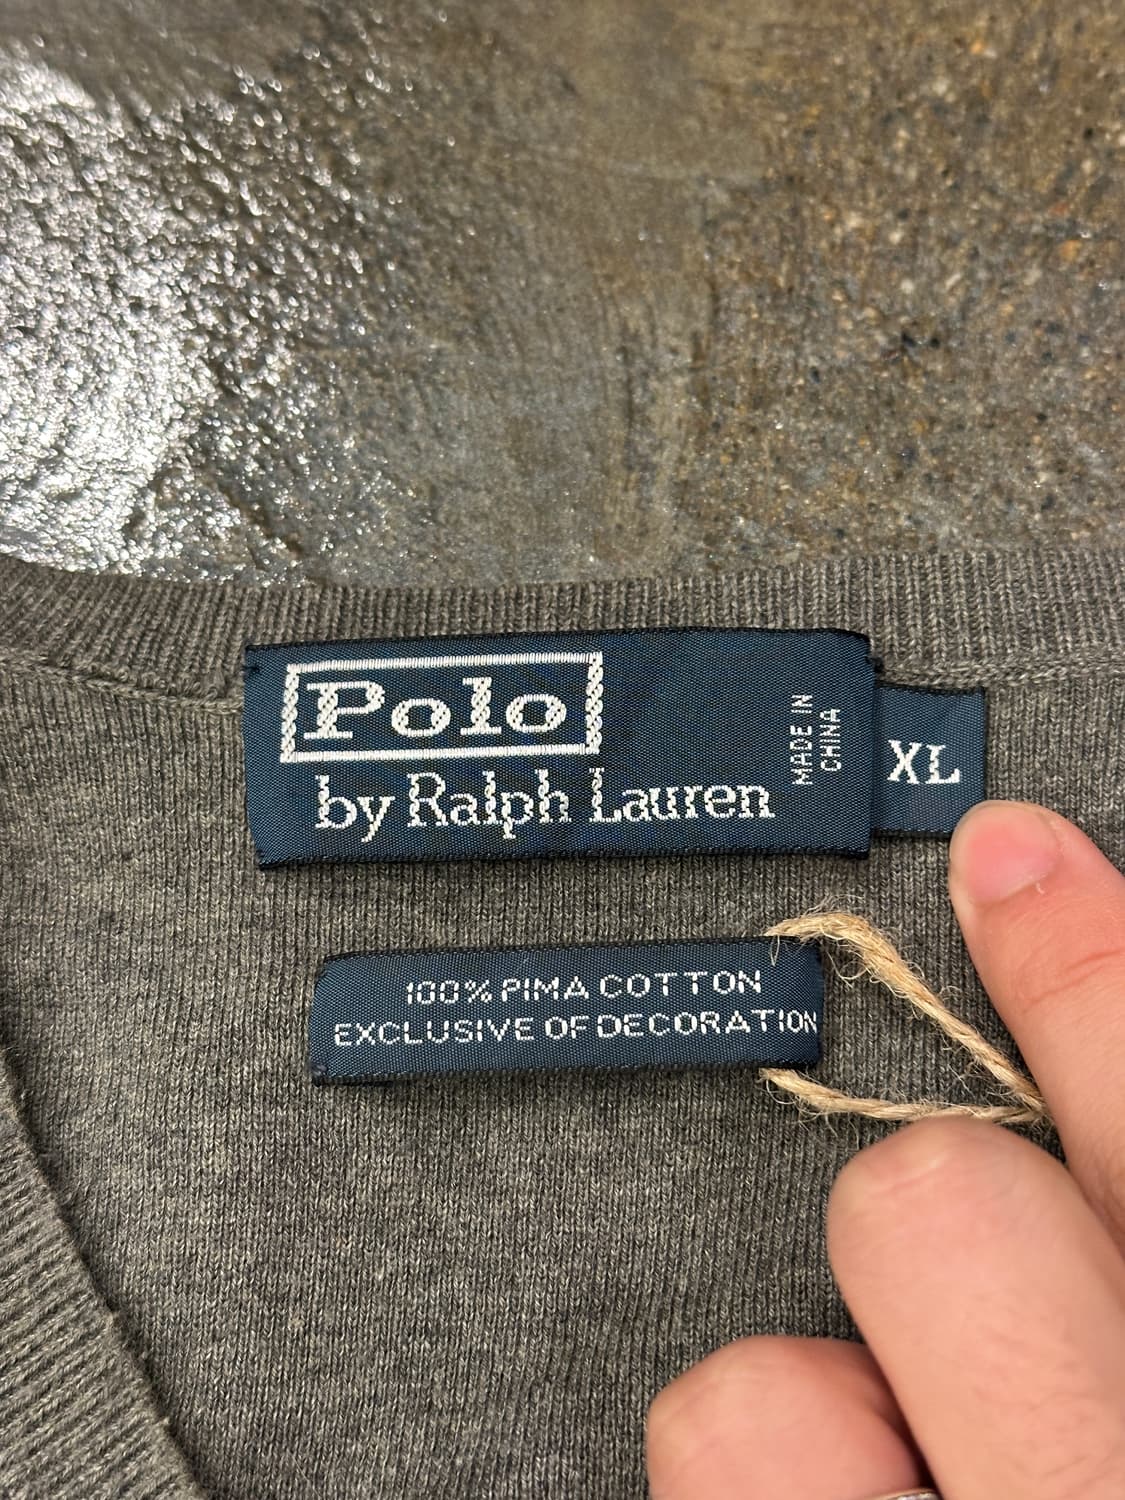 Polo
by Ralph Lauren
MADE IN
CHINA
XL
100% PIMA COTTON
EXCLUSIVE OF DECORATION